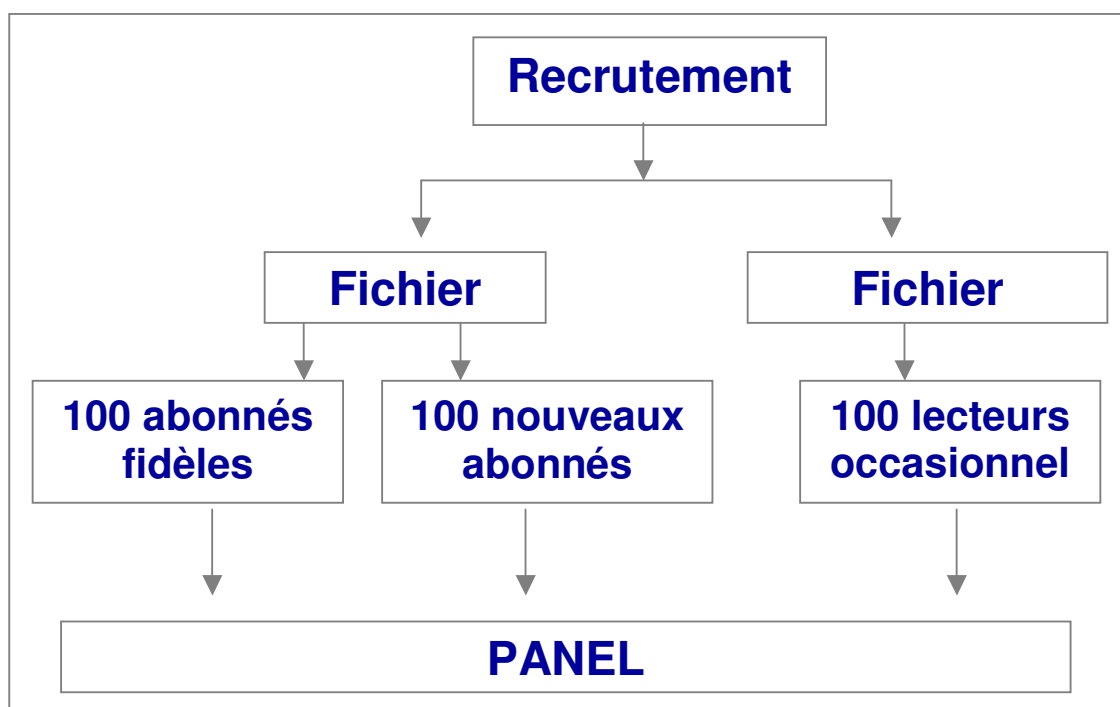 Recrutement
Fichier
Fichier
100 abonnés
fidèles
100 nouveaux
abonnés
100 lecteurs
occasionnel
PANEL